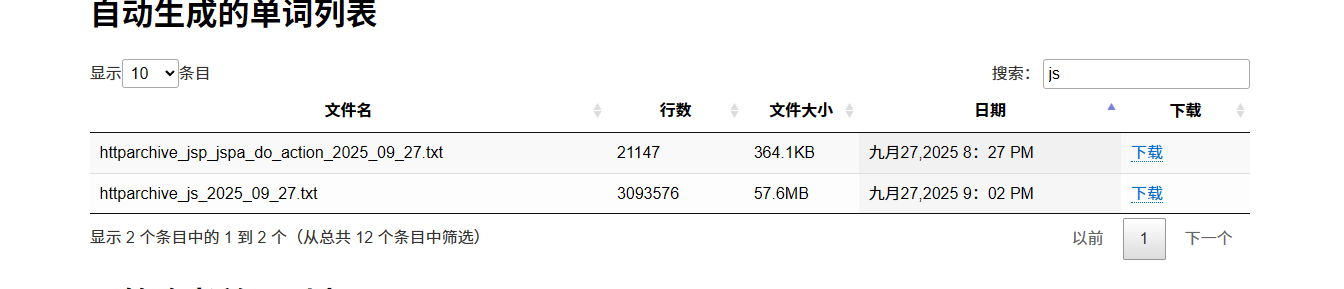 自动生成的单词列表
显示 10 条目 搜索： js
文件名 行数 文件大小 日期 下载
httparchive_jsp_jspa_do_action_2025_09_27.txt 21147 364.1KB 九月27,2025 8：27 PM 下载
httparchive_js_2025_09_27.txt 3093576 57.6MB 九月27,2025 9：02 PM 下载
显示 2 个条目中的 1 到 2 个（从总共 12 个条目中筛选） 以前 1 下一个